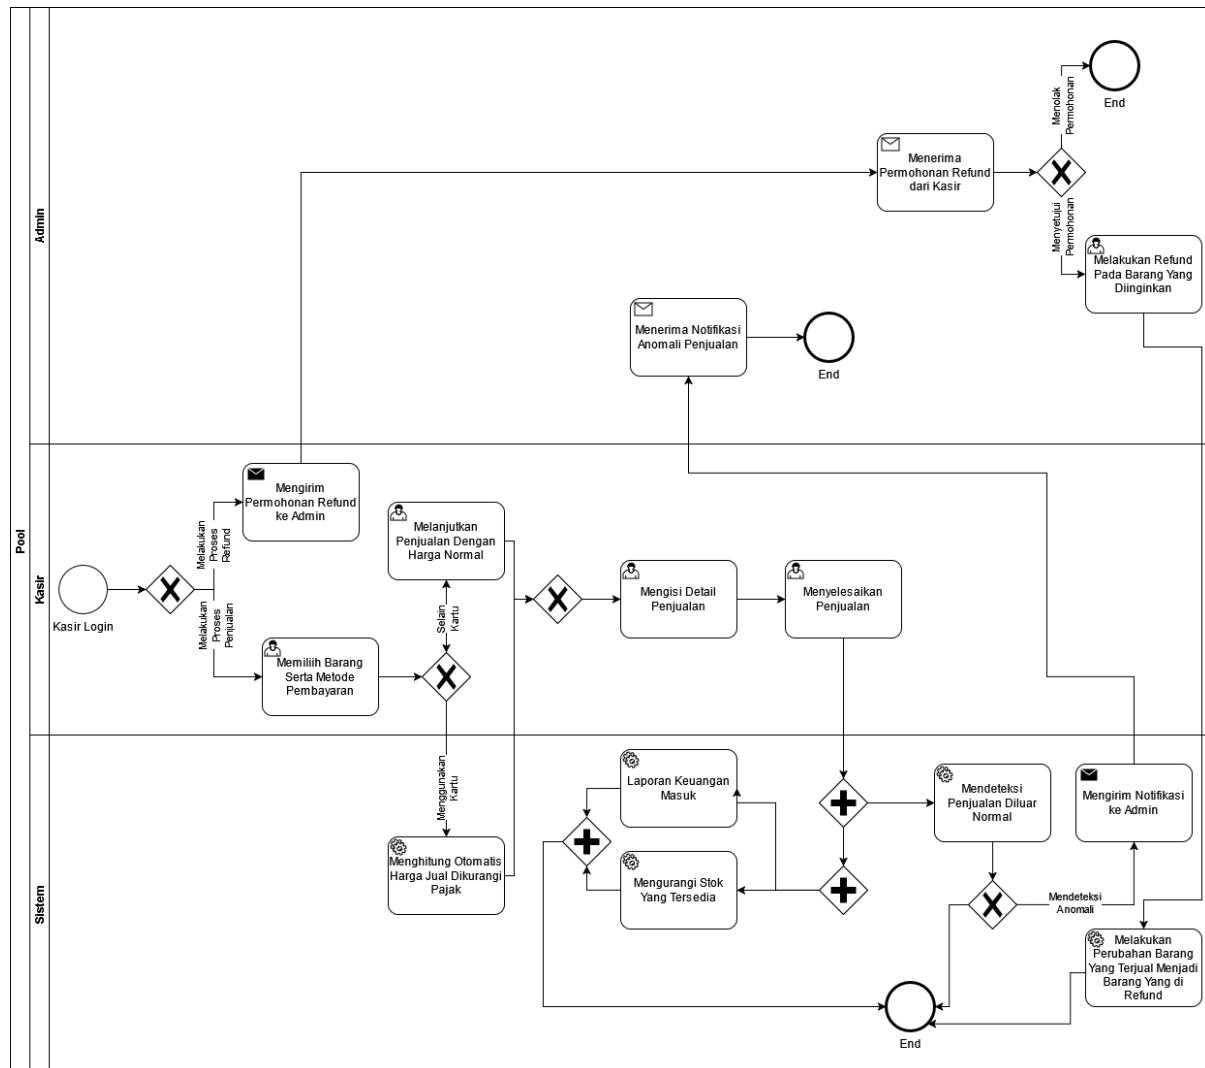 Pool
Admin
Menolak
Permohonan
End
Menerima
Permohonan Refund
dari Kasir
Menyetujui
Permohonan
Melakukan Refund
Pada Barang Yang
Diinginkan
Menerima Notifikasi
Anomali Penjualan
End
Kasir
Mengirim
Permohonan Refund
ke Admin
Melakukan
Proses
Refund
Kasir Login
Melakukan
Proses
Penjualan
Memiliih Barang
Serta Metode
Pembayaran
Melanjutkan
Penjualan Dengan
Harga Normal
Selain
Kartu
Mengisi Detail
Penjualan
Menyelesaikan
Penjualan
Sistem
Menggunakan
Kartu
Menghitung Otomatis
Harga Jual Dikurangi
Pajak
Laporan Keuangan
Masuk
Mengurangi Stok
Yang Tersedia
Mendeteksi
Penjualan Diluar
Normal
Mengirim Notifikasi
ke Admin
Mendeteksi
Anomali
Melakukan
Perubahan Barang
Yang Terjual Menjadi
Barang Yang di
Refund
End